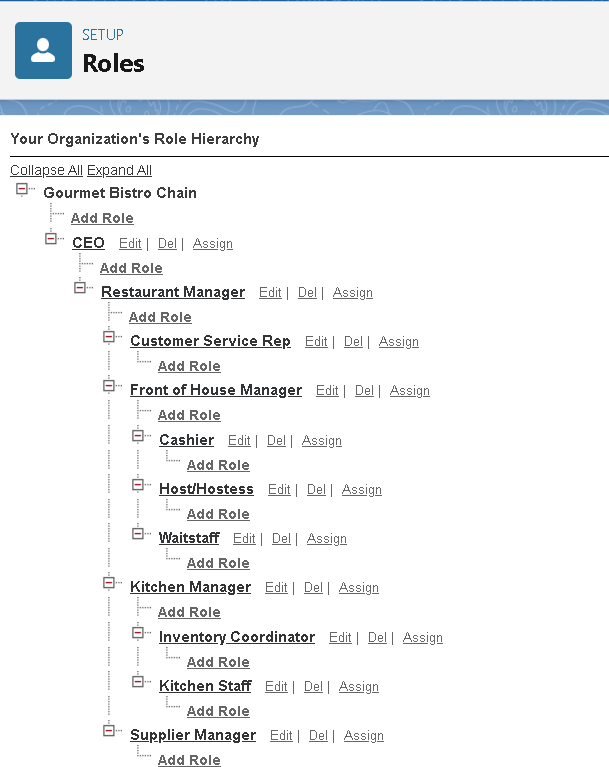 SETUP
Roles
Your Organization's Role Hierarchy
Collapse All Expand All
Gourmet Bistro Chain
Add Role
CEO Edit | Del | Assign
Add Role
Restaurant Manager Edit | Del | Assign
Add Role
Customer Service Rep Edit | Del | Assign
Add Role
Front of House Manager Edit | Del | Assign
Add Role
Cashier Edit | Del | Assign
Add Role
Host/Hostess Edit | Del | Assign
Add Role
Waitstaff Edit | Del | Assign
Add Role
Kitchen Manager Edit | Del | Assign
Add Role
Inventory Coordinator Edit | Del | Assign
Add Role
Kitchen Staff Edit | Del | Assign
Add Role
Supplier Manager Edit | Del | Assign
Add Role